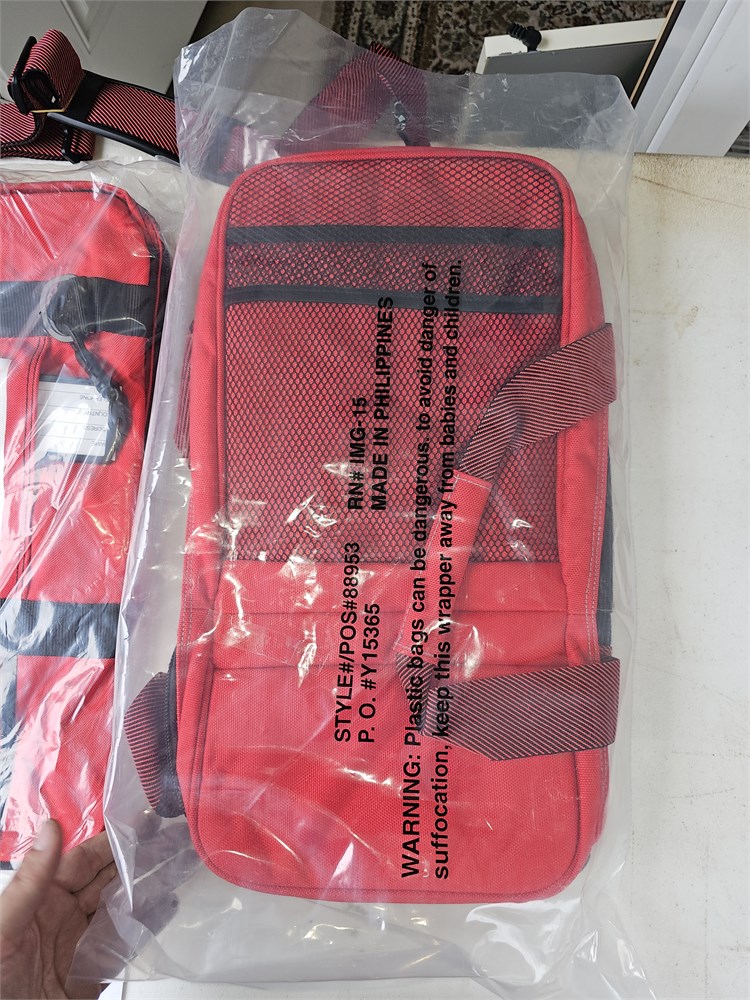 STYLE#/POS#88953 RN# IMG-15
P. O. #Y15365 MADE IN PHILIPPINES
WARNING: Plastic bags can be dangerous. to avoid danger of
suffocation, keep this wrapper away from babies and children.